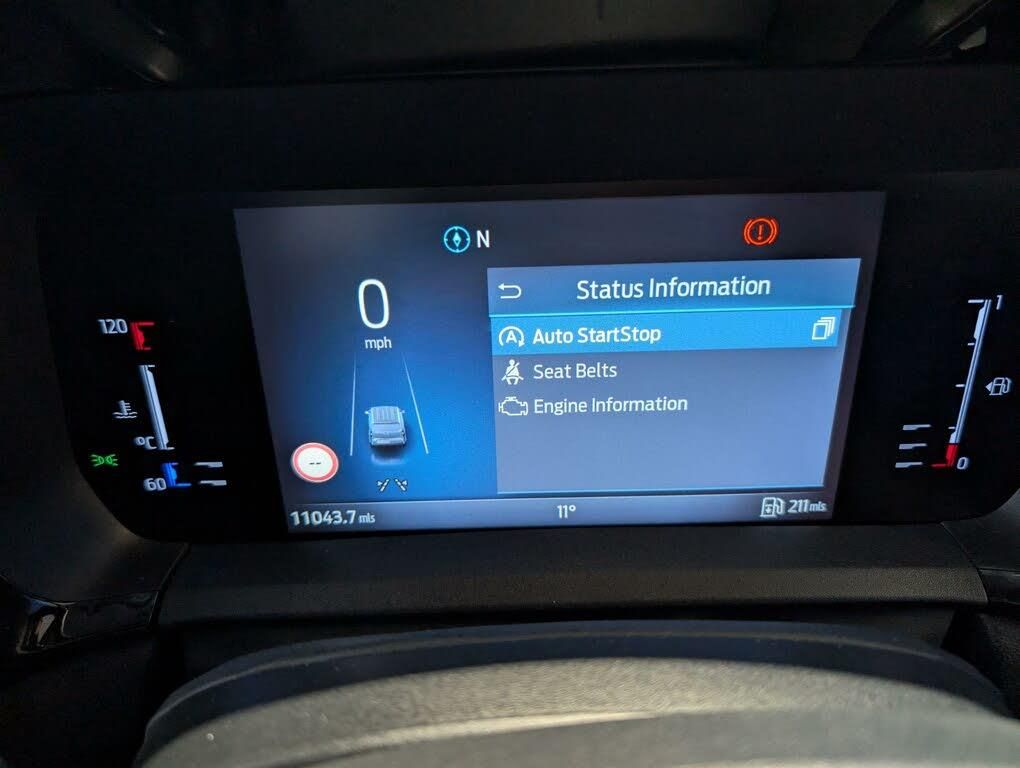 N
Status Information
0
mph
Auto StartStop
Seat Belts
Engine Information
120
°C
60
--
1
0
11043.7 mls
11°
211 mls